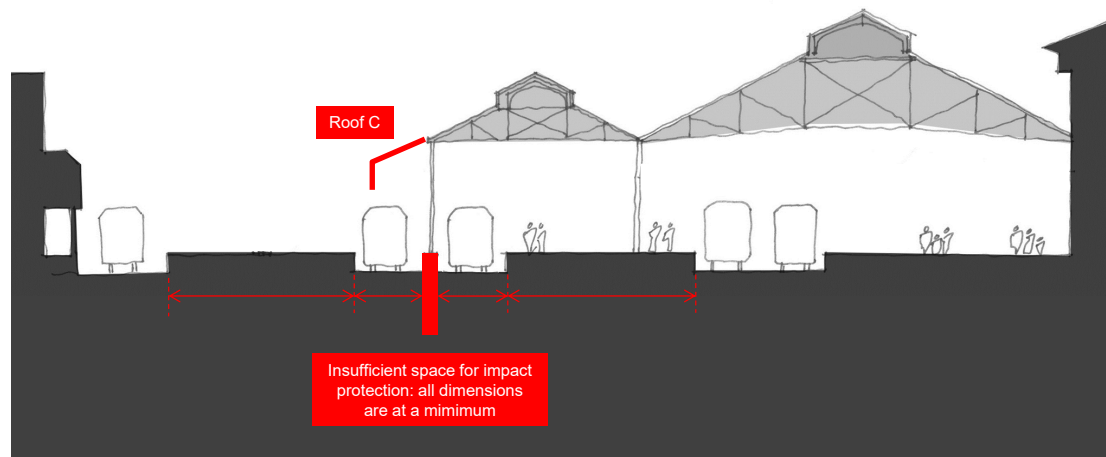 Roof C
Insufficient space for impact
protection: all dimensions
are at a mimimum